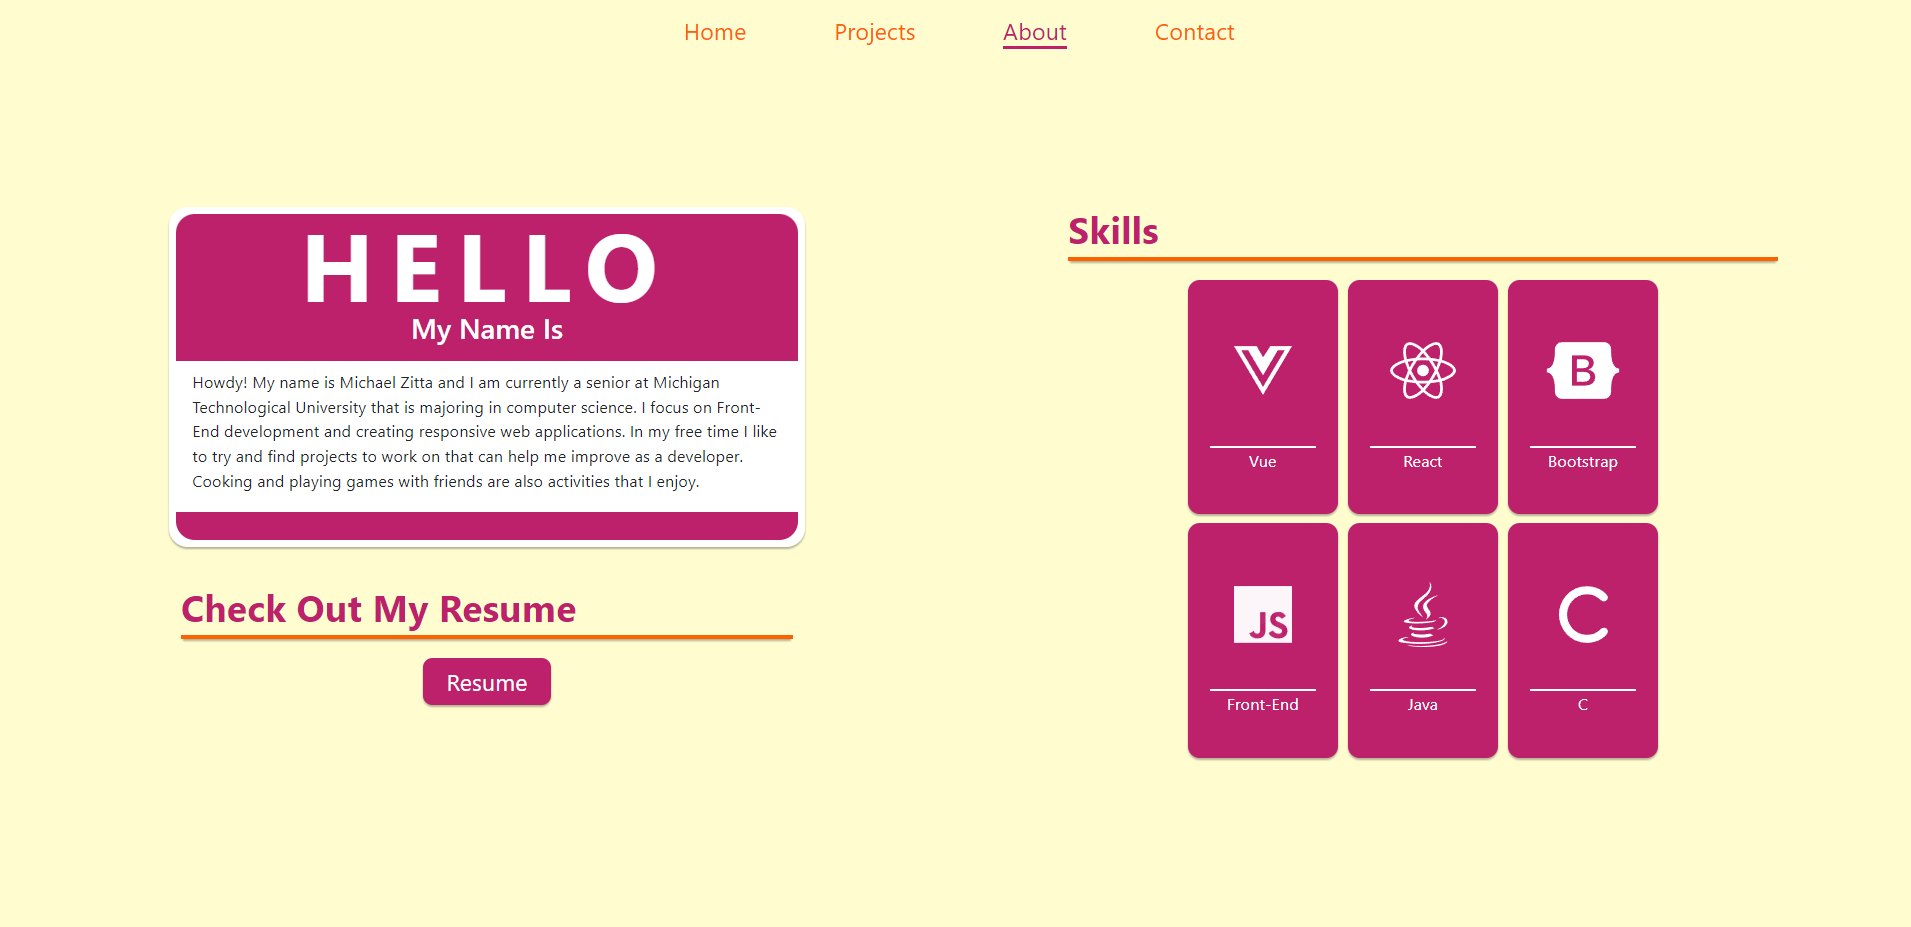 Home Projects About Contact
HELLO
My Name Is
Howdy! My name is Michael Zitta and I am currently a senior at Michigan
Technological University that is majoring in computer science. I focus on Front-
End development and creating responsive web applications. In my free time I like
to try and find projects to work on that can help me improve as a developer.
Cooking and playing games with friends are also activities that I enjoy.
Check Out My Resume
Resume
Skills
B
Vue React Bootstrap
JS
Front-End Java C